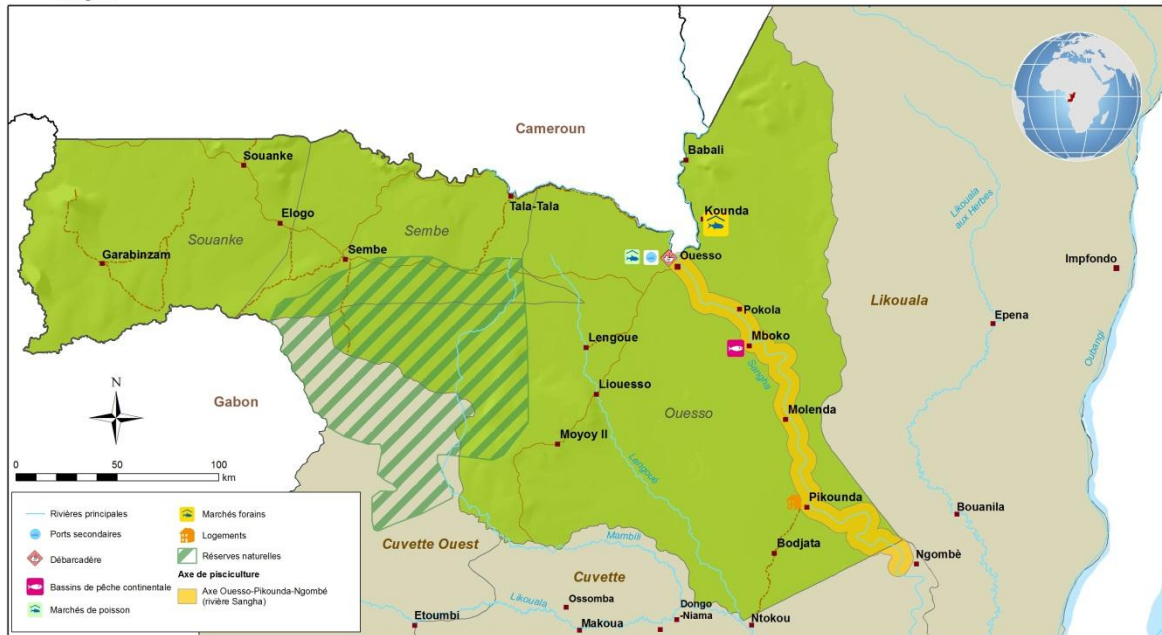 Cameroun
Babali
Souanke
Tala-Tala
Kounda
Likouala
aux Herbes
Elogo
Souanke
Sembe
Sembe
Garabinzam
Ouesso
Impfondo
Likouala
Pokola
Epena
Mboko
Lengoue
Sangha
Oubangi
Liouesso
Gabon
Ouesso
Molenda
N
Moyoy II
Lengoué
0 50 100
km
Pikounda
Bouanila
Rivières principales
Ports secondaires
Débarcadère
Bassins de pêche continentale
Marchés de poisson
Marchés forains
Logements
Réserves naturelles
Axe de pisciculture
Axe Ouesso-Pikounda-Ngombé
(rivière Sangha)
Cuvette Ouest
Mambili
Bodjata
Ngombè
Cuvette
Likouala
Ossomba
Dongo
-Niama
Etoumbi
Makoua
Ntokou